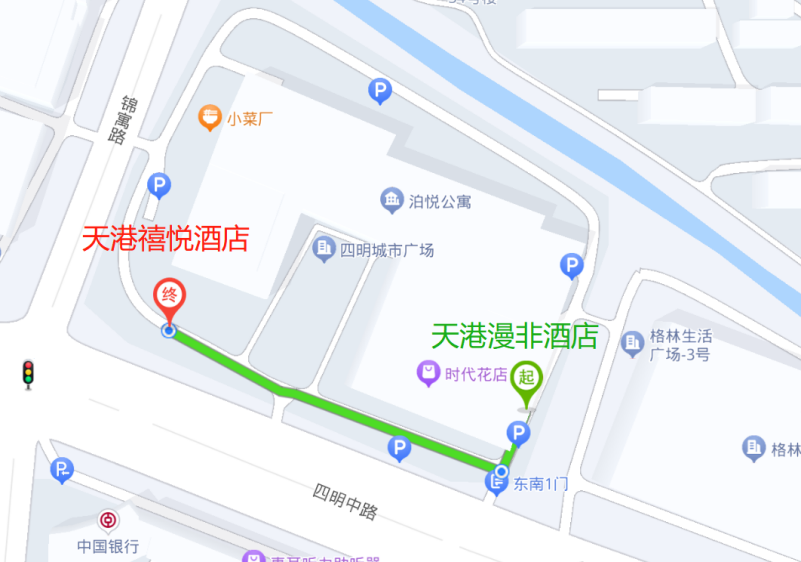 锦寓路
小菜厂
P
P
泊悦公寓
天港禧悦酒店
四明城市广场
P
终
天港漫非酒店
格林生活
广场-3号
时代花店
起
P
P
东南1门
格林
P
四明中路
中国银行